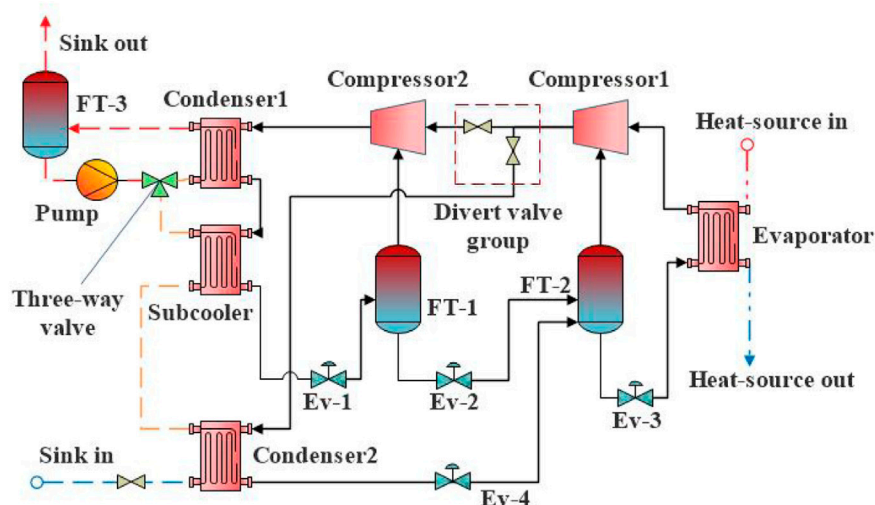 Sink out
FT-3
Condenser1
Compressor2
Compressor1
Heat-source in
Pump
Divert valve
group
Evaporator
Three-way
valve
Subcooler
FT-1
FT-2
Ev-1
Ev-2
Ev-3
Heat-source out
Sink in
Condenser2
Ev-4